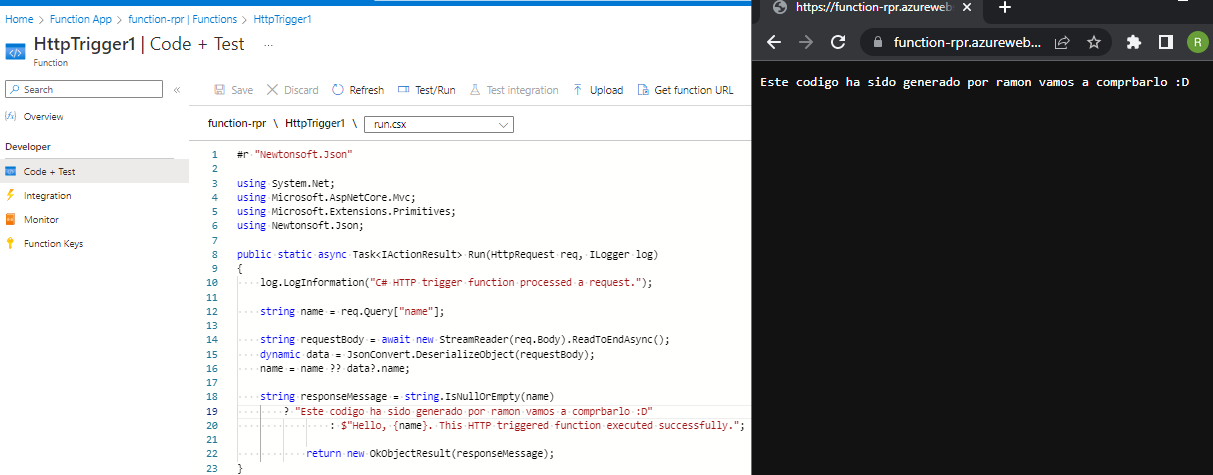 Home > Function App > function-rpr | Functions > HttpTrigger1
HttpTrigger1 | Code + Test ...
Function
Search «
Overview
Developer
Code + Test
Integration
Monitor
Function Keys
Save Discard Refresh Test/Run Test integration Upload Get function URL
function-rpr \ HttpTrigger1 \ run.csx
1 #r "Newtonsoft.Json"
2
3 using System.Net;
4 using Microsoft.AspNetCore.Mvc;
5 using Microsoft.Extensions.Primitives;
6 using Newtonsoft.Json;
7
8 public static async Task<IActionResult> Run(HttpRequest req, ILogger log)
9 {
10 log.LogInformation("C# HTTP trigger function processed a request.");
11
12 string name = req.Query["name"];
13
14 string requestBody = await new StreamReader(req.Body).ReadToEndAsync();
15 dynamic data = JsonConvert.DeserializeObject(requestBody);
16 name = name ?? data?.name;
17
18 string responseMessage = string.IsNullOrEmpty(name)
19 ? "Este codigo ha sido generado por ramon vamos a comprbarlo :D"
20 : $"Hello, {name}. This HTTP triggered function executed successfully.";
21
22 return new OkObjectResult(responseMessage);
23 }
https://function-rpr.azureweb
function-rpr.azureweb...
R
Este codigo ha sido generado por ramon vamos a comprbarlo :D